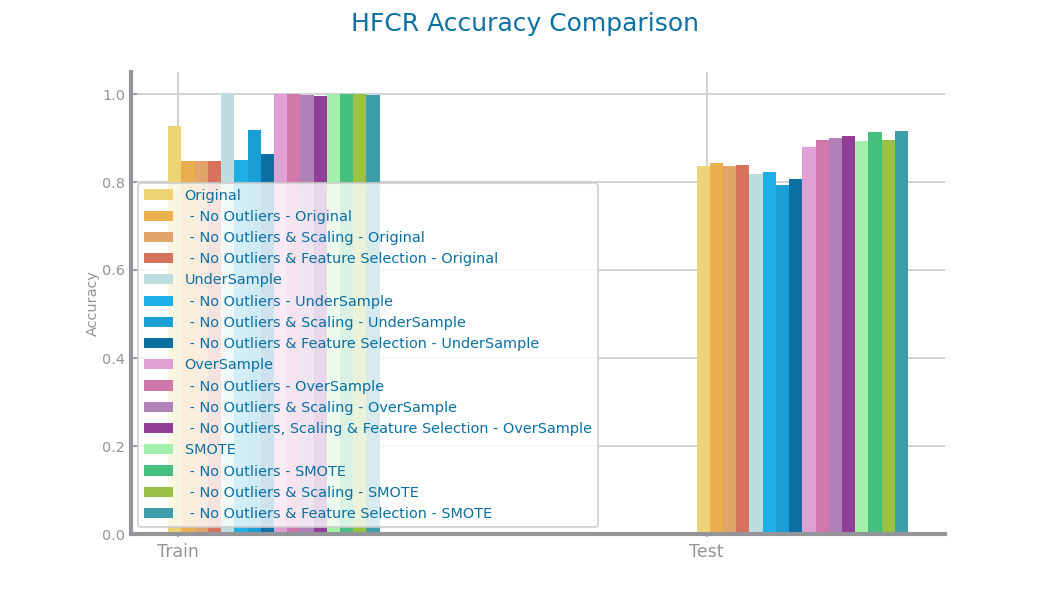 HFCR Accuracy Comparison
1.0
0.8
0.6
0.4
0.2
0.0
Accuracy
Original
- No Outliers - Original
- No Outliers & Scaling - Original
- No Outliers & Feature Selection - Original
UnderSample
- No Outliers - UnderSample
- No Outliers & Scaling - UnderSample
- No Outliers & Feature Selection - UnderSample
OverSample
- No Outliers - OverSample
- No Outliers & Scaling - OverSample
- No Outliers, Scaling & Feature Selection - OverSample
SMOTE
- No Outliers - SMOTE
- No Outliers & Scaling - SMOTE
- No Outliers & Feature Selection - SMOTE
Train
Test